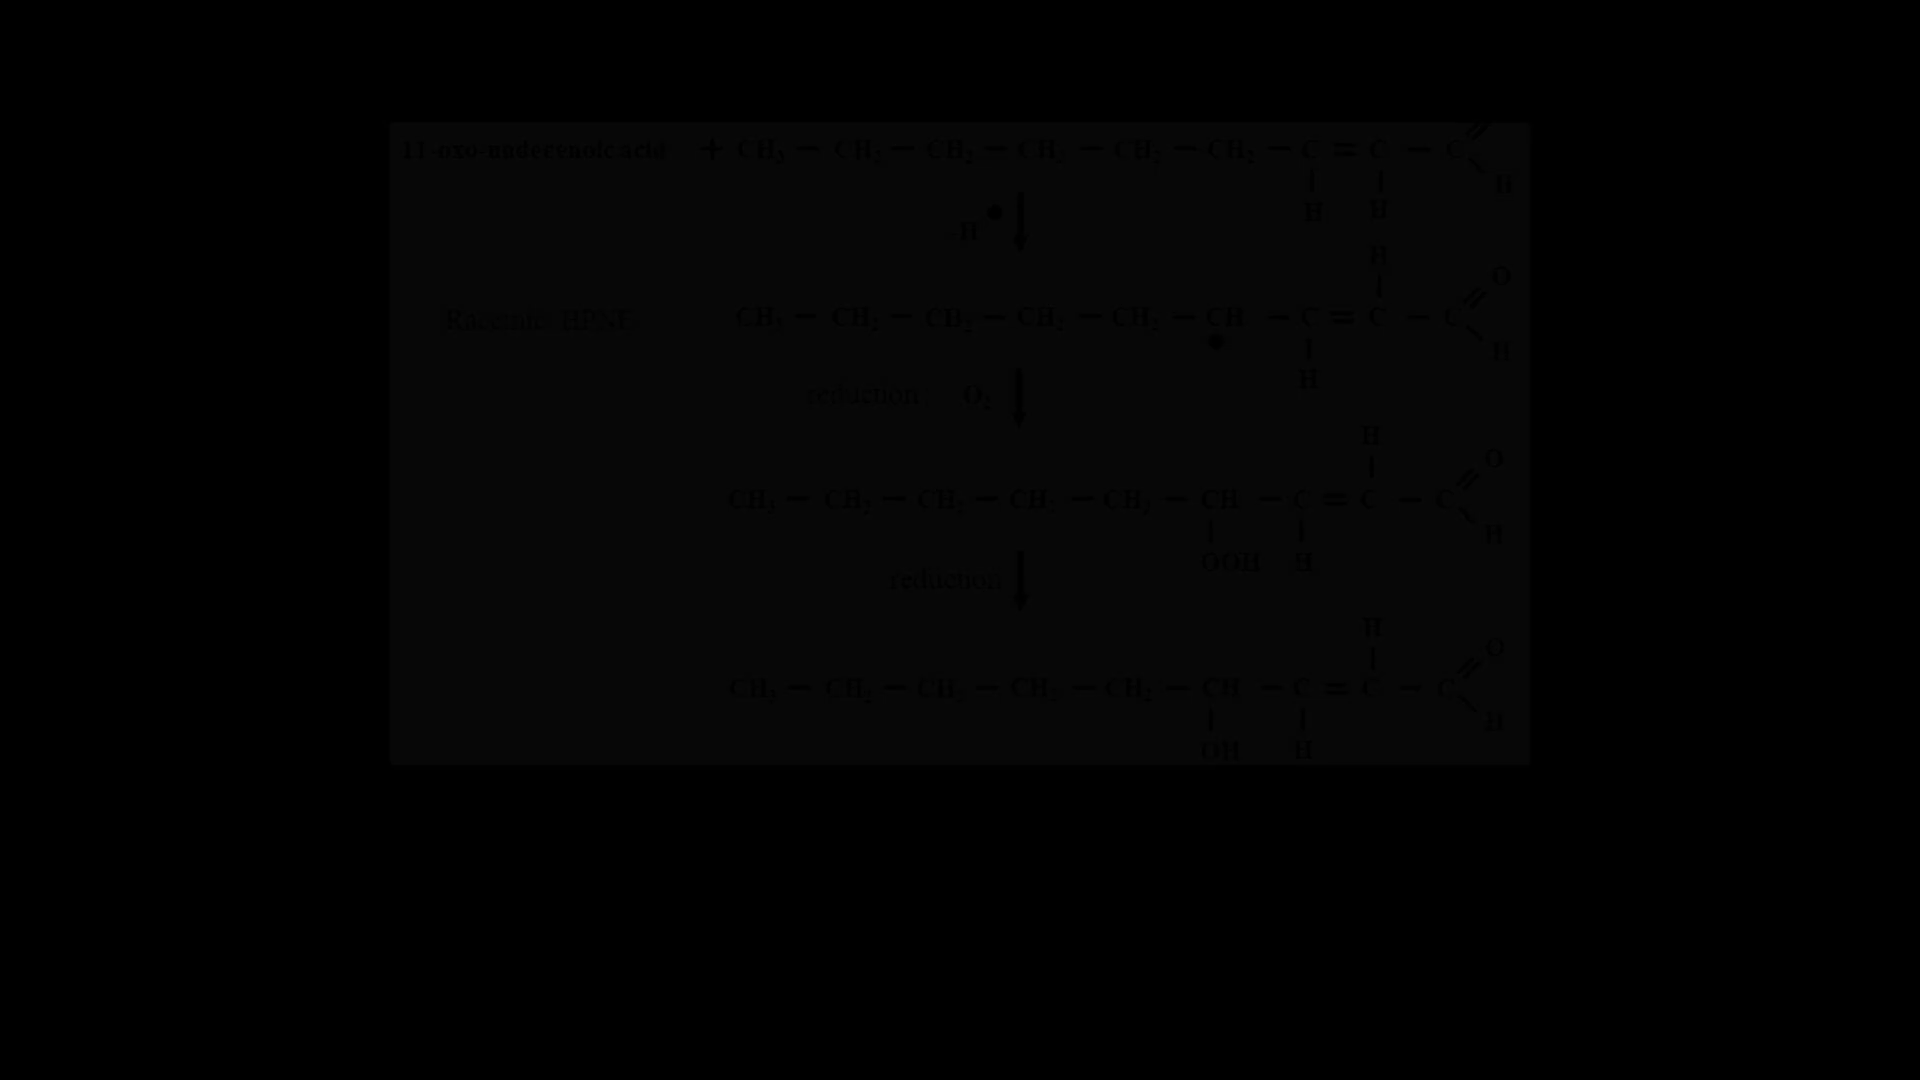 11-oxo-undecenoic acid + CH3 — CH2 — CH2 — CH2 — CH2 — CH2 — C = C — C
H
H H
-H •
H
O
Racemic HPNE CH3 — CH2 — CH2 — CH2 — CH2 — CH — C = C — C
•
H
H
reduction O2
H
O
CH3 — CH2 — CH2 — CH2 — CH2 — CH — C = C — C
H
OOH H
reduction
H
O
CH3 — CH2 — CH2 — CH2 — CH2 — CH — C = C — C
H
OH H